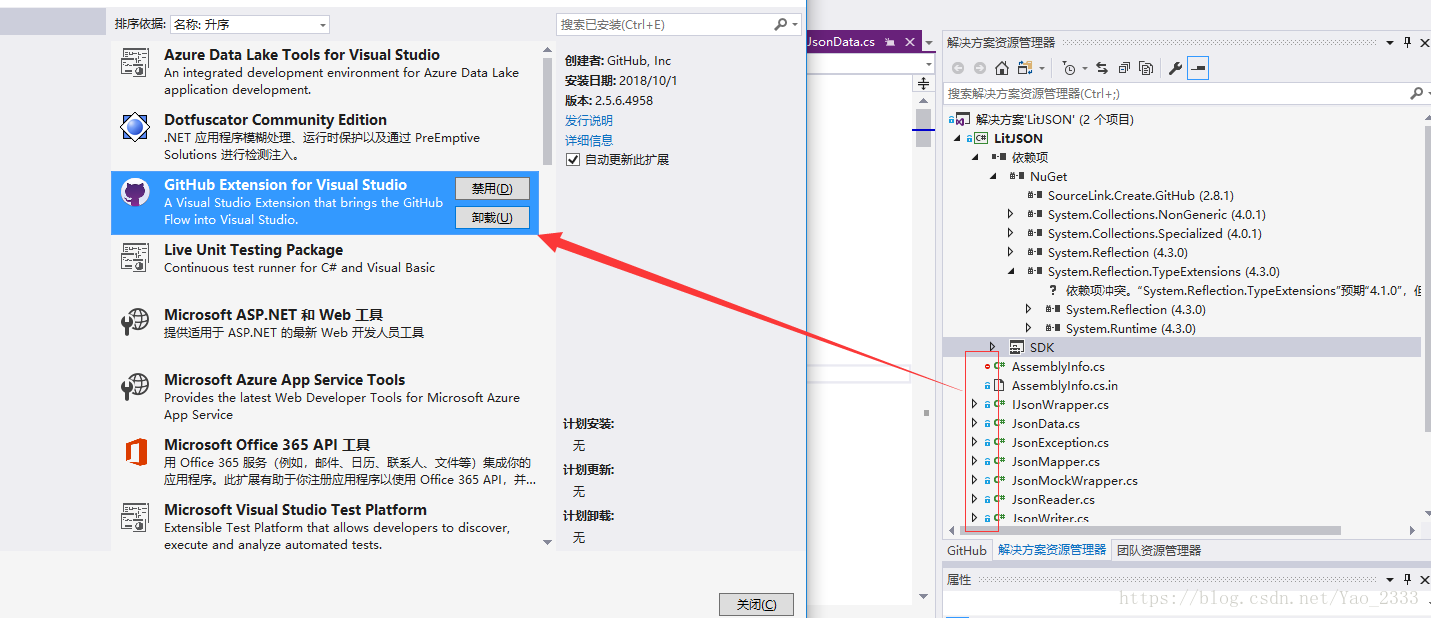 排序依据: 名称: 升序
Azure Data Lake Tools for Visual Studio
An integrated development environment for Azure Data Lake
application development.
Dotfuscator Community Edition
.NET 应用程序模糊处理、运行时保护以及通过 PreEmptive
Solutions 进行检测注入。
GitHub Extension for Visual Studio
A Visual Studio Extension that brings the GitHub
Flow into Visual Studio.
禁用(D)
卸载(U)
Live Unit Testing Package
Continuous test runner for C# and Visual Basic
Microsoft ASP.NET 和 Web 工具
提供适用于 ASP.NET 的最新 Web 开发人员工具
Microsoft Azure App Service Tools
Provides the latest Web Developer Tools for Microsoft Azure
App Service
Microsoft Office 365 API 工具
用 Office 365 服务（例如，邮件、日历、联系人、文件等）集成你的
应用程序。此扩展有助于你注册应用程序以使用 Office 365 API，并...
Microsoft Visual Studio Test Platform
Extensible Test Platform that allows developers to discover,
execute and analyze automated tests.
搜索已安装(Ctrl+E)
创建者: GitHub, Inc
安装日期: 2018/10/1
版本: 2.5.6.4958
发行说明
详细信息
自动更新此扩展
计划安装:
无
计划更新:
无
计划卸载:
无
关闭(C)
JsonData.cs
解决方案资源管理器
搜索解决方案资源管理器(Ctrl+;)
解决方案'LitJSON' (2 个项目)
C# LitJSON
依赖项
NuGet
SourceLink.Create.GitHub (2.8.1)
System.Collections.NonGeneric (4.0.1)
System.Collections.Specialized (4.0.1)
System.Reflection (4.3.0)
System.Reflection.TypeExtensions (4.3.0)
? 依赖项冲突。“System.Reflection.TypeExtensions”预期“4.1.0”，但
System.Reflection (4.3.0)
System.Runtime (4.3.0)
SDK
C# AssemblyInfo.cs
AssemblyInfo.cs.in
C# IJsonWrapper.cs
C# JsonData.cs
C# JsonException.cs
C# JsonMapper.cs
C# JsonMockWrapper.cs
C# JsonReader.cs
C# JsonWriter.cs
GitHub 解决方案资源管理器 团队资源管理器
属性
https://blog.csdn.net/Yao_2333